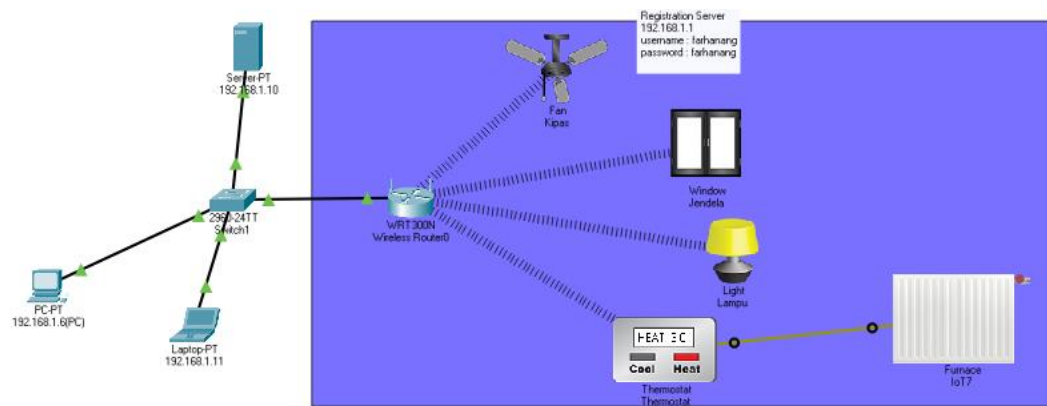 Registration Server
192.168.1.1
username : farhanang
password : farhanang
Server-PT
192.168.1.10
Fan
Kipas
Window
Jendela
2960-24TT
Switch1
WRT300N
Wireless Router0
Light
Lampu
PC-PT
192.168.1.6(PC)
Laptop-PT
192.168.1.11
HEAT
Cool Heat
Thermostat
Thermostat
Furnace
IoT7